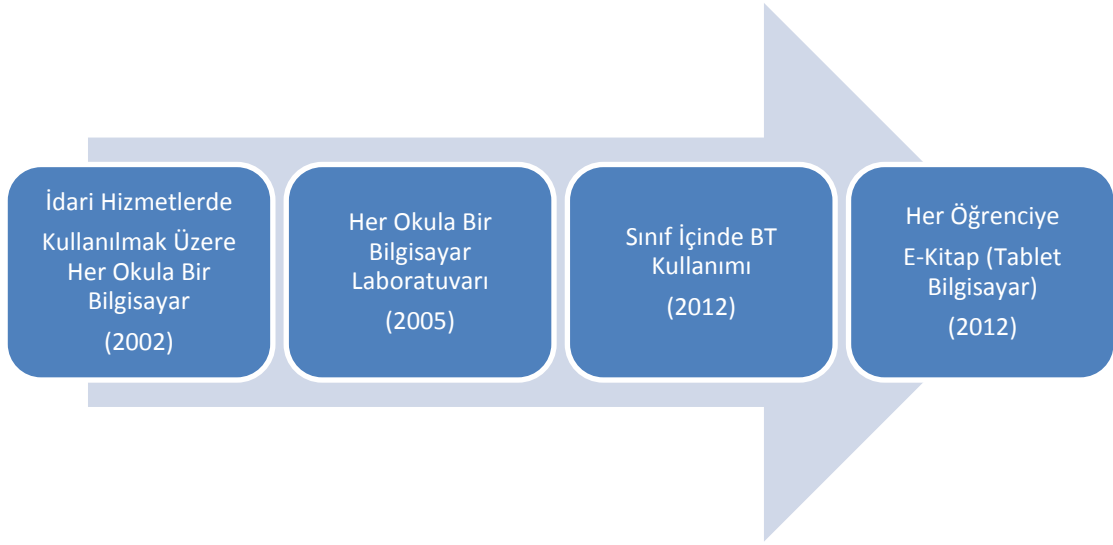 İdari Hizmetlerde
Kullanılmak Üzere
Her Okula Bir
Bilgisayar
(2002)
Her Okula Bir
Bilgisayar
Laboratuvarı
(2005)
Sınıf İçinde BT
Kullanımı
(2012)
Her Öğrenciye
E-Kitap (Tablet
Bilgisayar)
(2012)